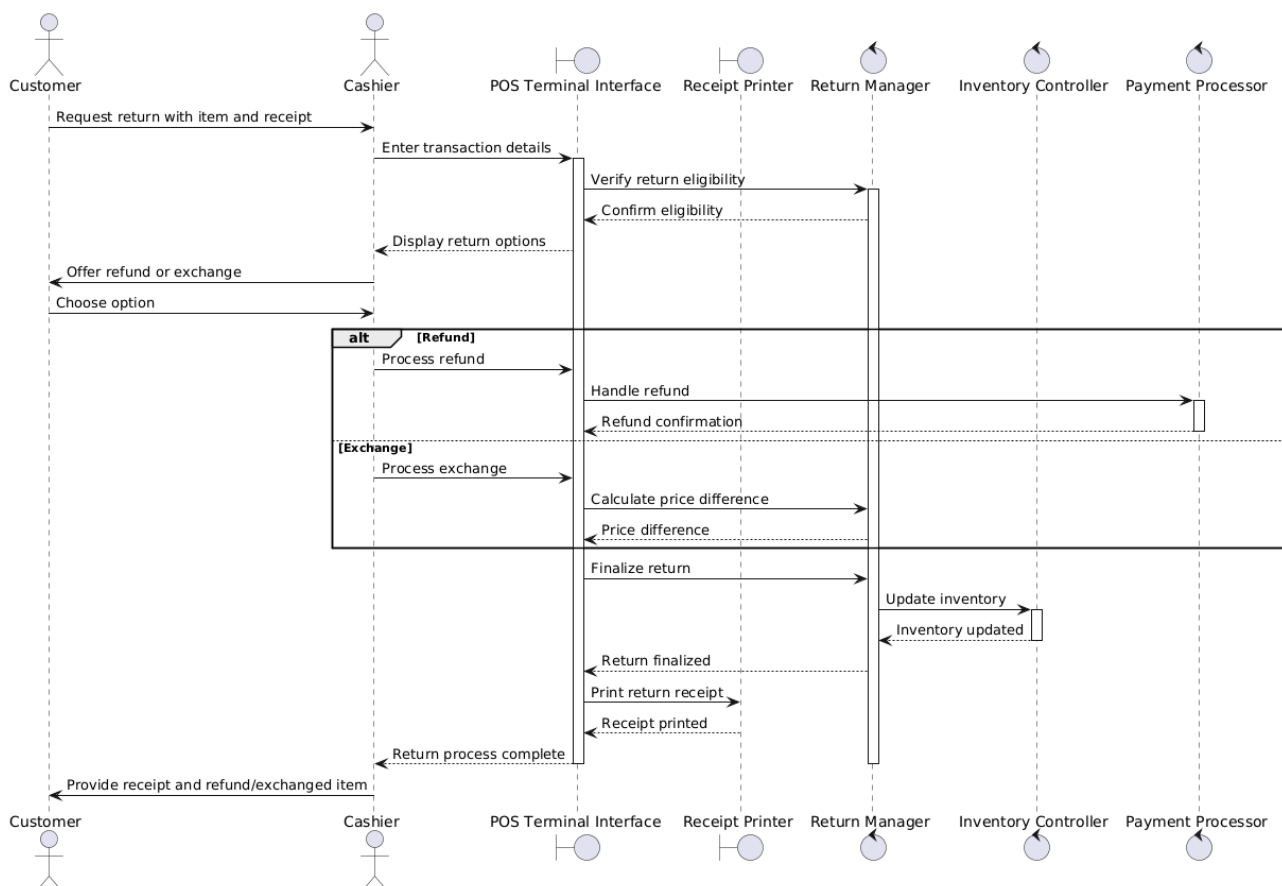 Customer
Cashier
POS Terminal Interface
Receipt Printer
Return Manager
Inventory Controller
Payment Processor
Request return with item and receipt
Enter transaction details
Verify return eligibility
Confirm eligibility
Display return options
Offer refund or exchange
Choose option
alt [Refund]
Process refund
Handle refund
Refund confirmation
[Exchange]
Process exchange
Calculate price difference
Price difference
Finalize return
Update inventory
Inventory updated
Return finalized
Print return receipt
Receipt printed
Return process complete
Provide receipt and refund/exchanged item
Customer
Cashier
POS Terminal Interface
Receipt Printer
Return Manager
Inventory Controller
Payment Processor